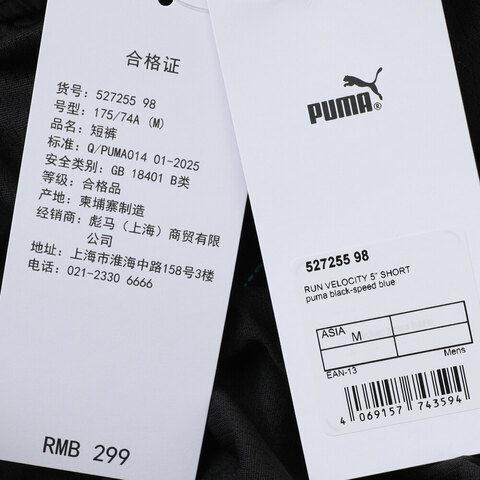 合格证
货号: 527255 98
号型: 175/74A (M)
品名: 短裤
标准: Q/PUMA014 01-2025
安全类别: GB 18401 B类
等级: 合格品
产地: 柬埔寨制造
经销商: 彪马（上海）商贸有限
公司
地址: 上海市淮海中路158号3楼
电话: 021-2330 6666
RMB 299
PUMA®
527255 98
RUN VELOCITY 5" SHORT
puma black-speed blue
ASIA M
EAN-13 Mens
4 069157 743594